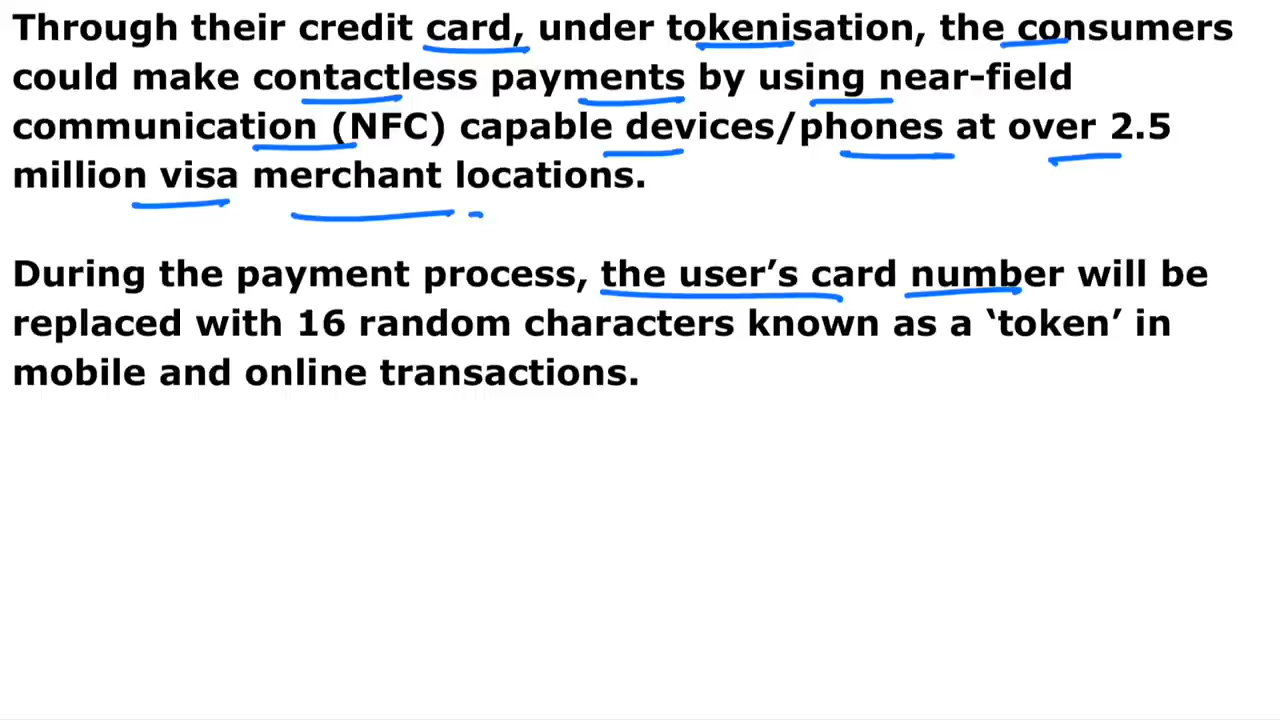 Through their credit card, under tokenisation, the consumers
could make contactless payments by using near-field
communication (NFC) capable devices/phones at over 2.5
million visa merchant locations.
During the payment process, the user’s card number will be
replaced with 16 random characters known as a ‘token’ in
mobile and online transactions.